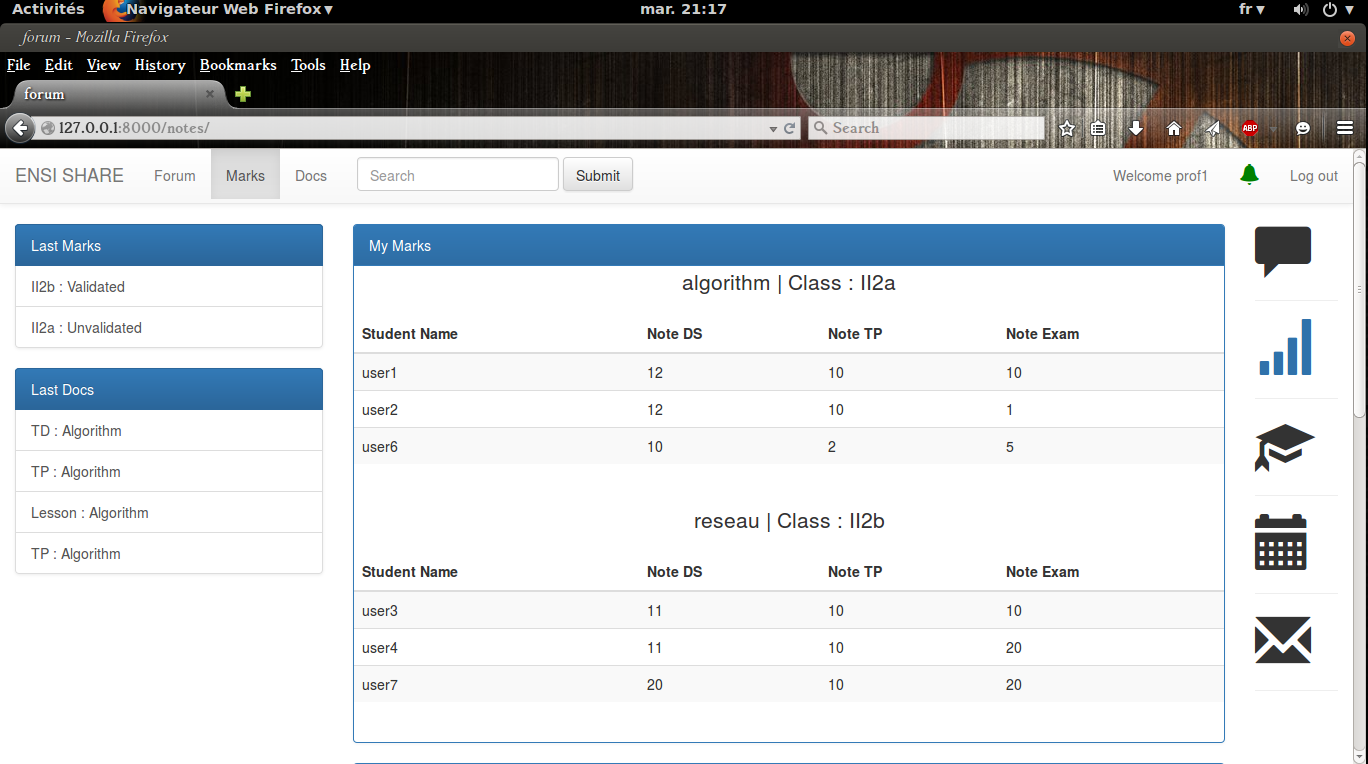 Activités Navigateur Web Firefox mar. 21:17 fr
forum - Mozilla Firefox
File Edit View History Bookmarks Tools Help
forum
127.0.0.1:8000/notes/ Search ABP
ENSI SHARE Forum Marks Docs Search Submit Welcome prof1 Log out
Last Marks
II2b : Validated
II2a : Unvalidated
Last Docs
TD : Algorithm
TP : Algorithm
Lesson : Algorithm
TP : Algorithm
My Marks
algorithm | Class : II2a
Student Name Note DS Note TP Note Exam
user1 12 10 10
user2 12 10 1
user6 10 2 5
reseau | Class : II2b
Student Name Note DS Note TP Note Exam
user3 11 10 10
user4 11 10 20
user7 20 10 20